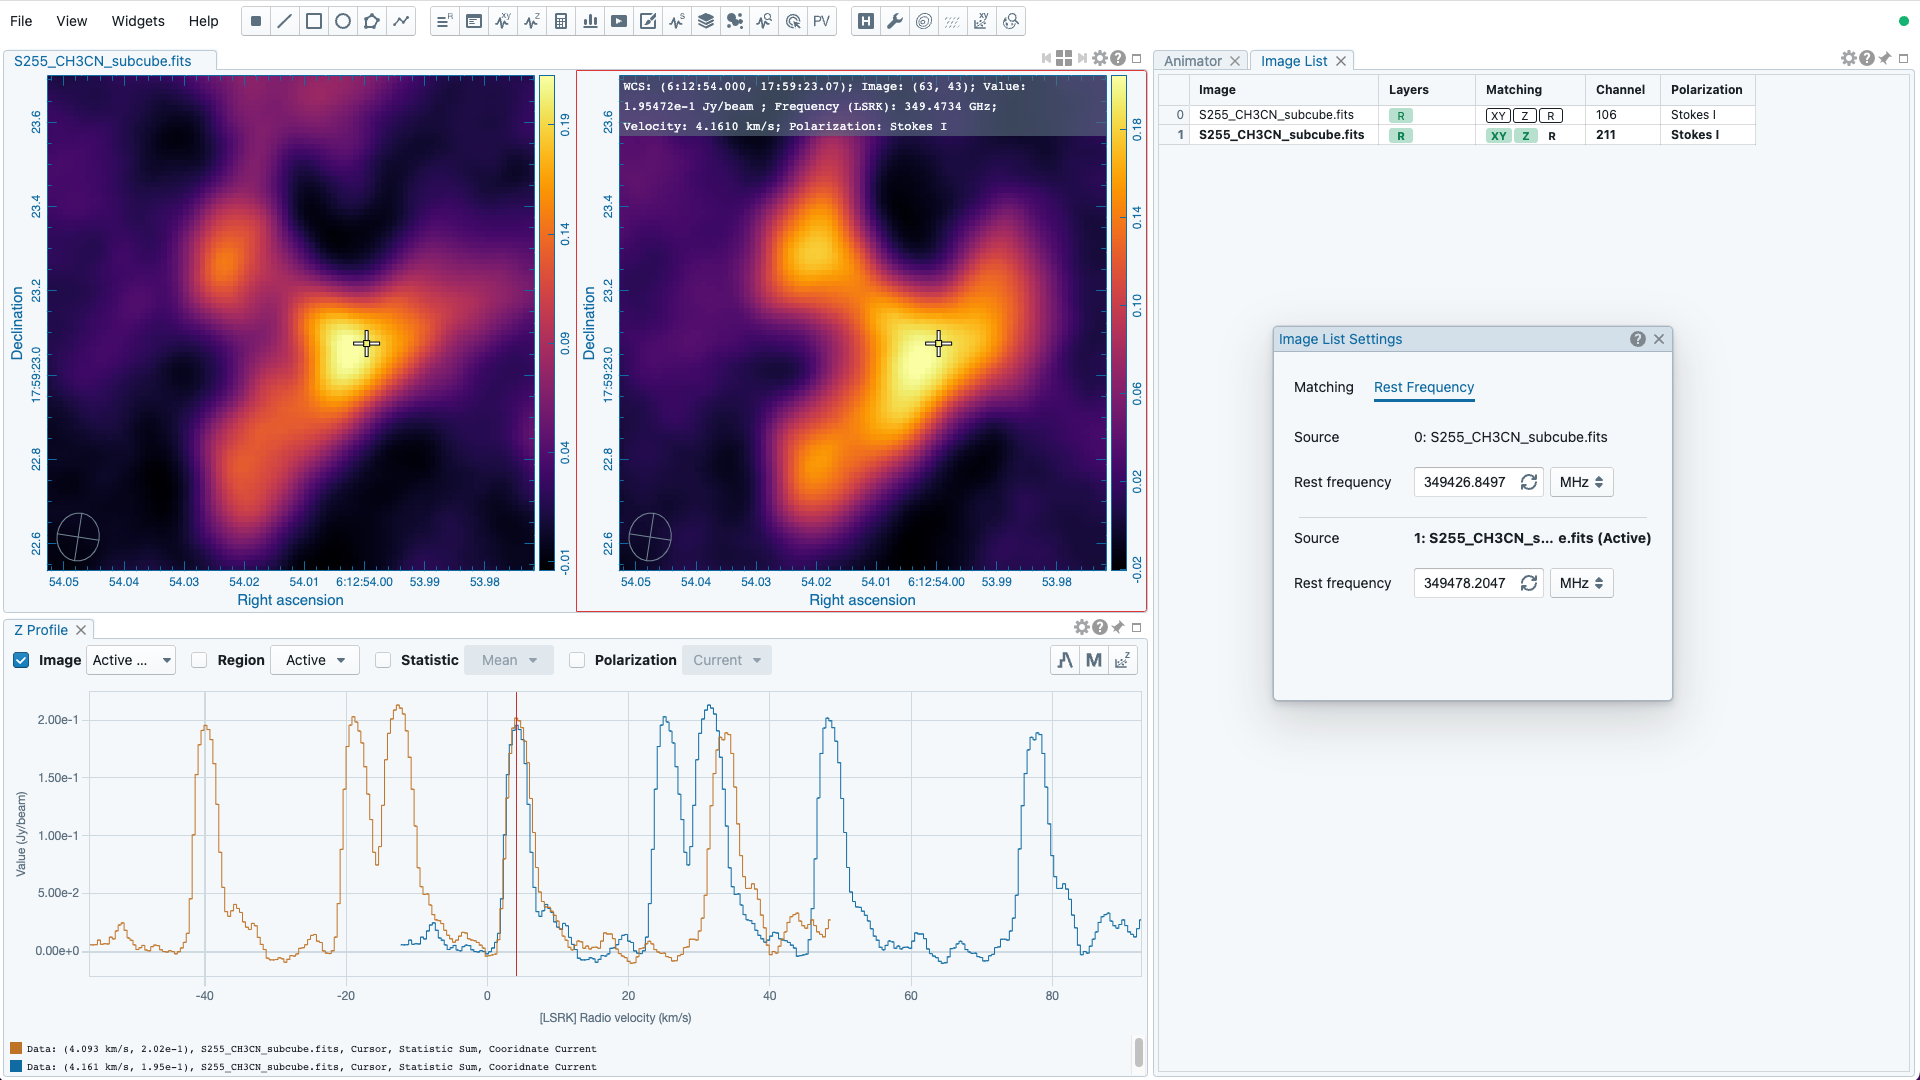 File View Widgets Help
R XY Z S PV H XY
S255_CH3CN_subcube.fits
WCS: (6:12:54.000, 17:59:23.07); Image: (63, 43); Value:
1.95472e-1 Jy/beam ; Frequency (LSRK): 349.4734 GHz;
Velocity: 4.1610 km/s; Polarization: Stokes I
23.6
23.4
23.2
17:59:23.0
22.8
22.6
Declination
54.05 54.04 54.03 54.02 54.01 6:12:54.00 53.99 53.98
Right ascension
0.19
0.14
0.09
0.04
-0.01
23.6
23.4
23.2
17:59:23.0
22.8
22.6
Declination
54.05 54.04 54.03 54.02 54.01 6:12:54.00 53.99 53.98
Right ascension
0.18
0.14
0.10
0.06
0.02
-0.02
Animator Image List
Image Layers Matching Channel Polarization
0 S255_CH3CN_subcube.fits R XY Z R 106 Stokes I
1 S255_CH3CN_subcube.fits R XY Z R 211 Stokes I
Image List Settings
Matching Rest Frequency
Source 0: S255_CH3CN_subcube.fits
Rest frequency 349426.8497 MHz
Source 1: S255_CH3CN_s... e.fits (Active)
Rest frequency 349478.2047 MHz
Z Profile
Image Active ... Region Active Statistic Mean Polarization Current M
2.00e-1
1.50e-1
1.00e-1
5.00e-2
0.00e+0
Value (Jy/beam)
-40 -20 0 20 40 60 80
[LSRK] Radio velocity (km/s)
Data: (4.093 km/s, 2.02e-1), S255_CH3CN_subcube.fits, Cursor, Statistic Sum, Cooridnate Current
Data: (4.161 km/s, 1.95e-1), S255_CH3CN_subcube.fits, Cursor, Statistic Sum, Cooridnate Current